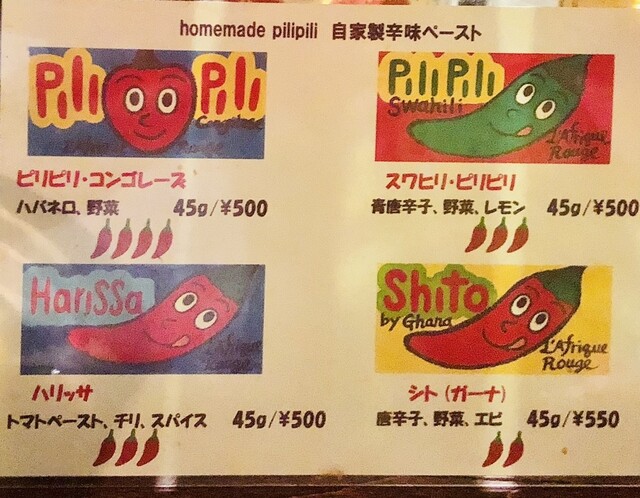 homemade pilipili 自家製辛味ペースト
Pili Pili
ピリピリ・コンゴレーズ
ハバネロ、野菜 45g/¥500
Pili Pili
Swahili
L'Afrique
Rouge
スワヒリ・ピリピリ
青唐辛子、野菜、レモン 45g/¥500
Harissa
L'Afrique
Rouge
ハリッサ
トマトペースト、チリ、スパイス 45g/¥500
Shito
by Ghana
L'Afrique
Rouge
シト (ガーナ)
唐辛子、野菜、エビ 45g/¥550